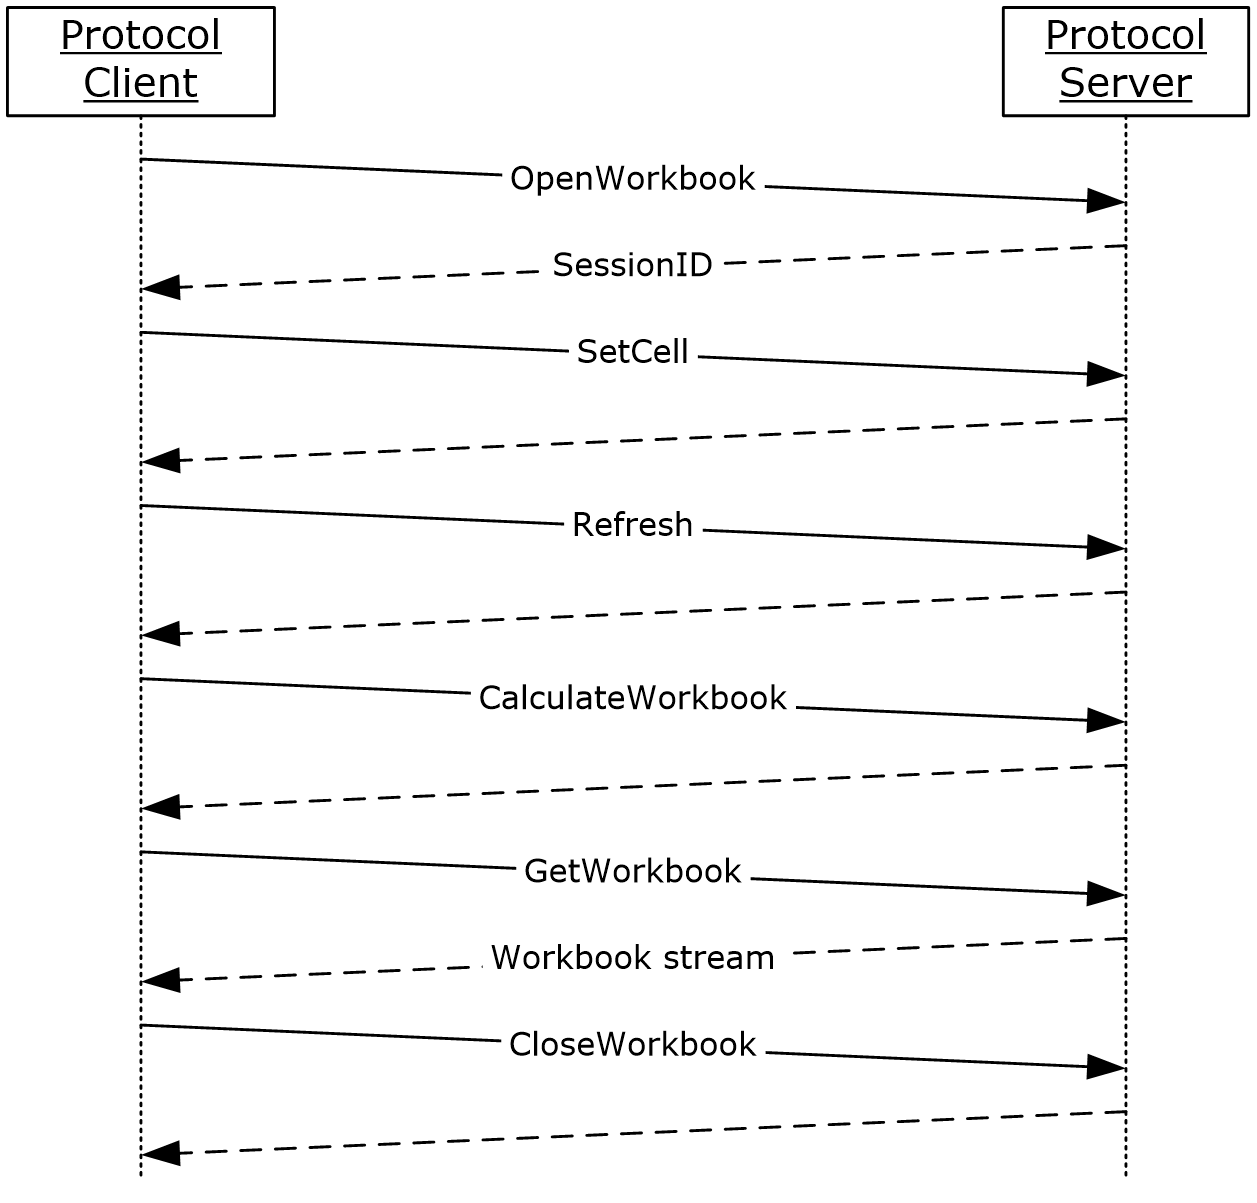 Protocol
Client
Protocol
Server
OpenWorkbook
SessionID
SetCell
Refresh
CalculateWorkbook
GetWorkbook
Workbook stream
CloseWorkbook